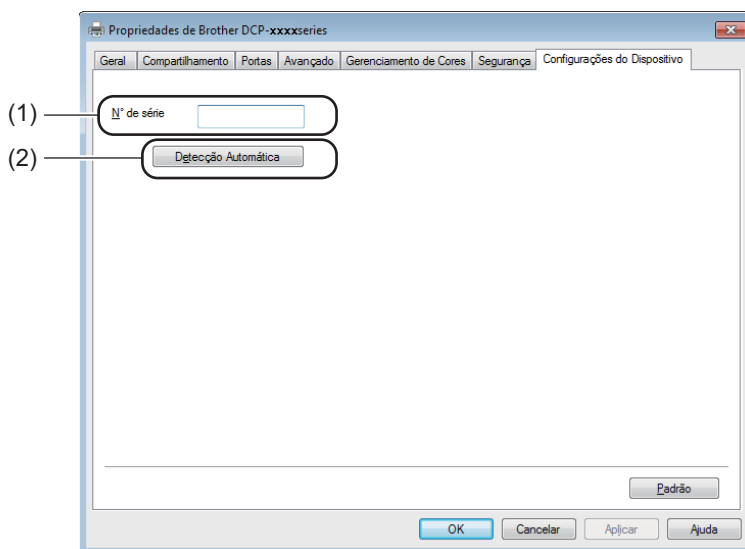 Propriedades de Brother DCP-xxxxseries
Geral Compartilhamento Portas Avançado Gerenciamento de Cores Segurança Configurações do Dispositivo
(1) N° de série
(2) Detecção Automática
Padrão
OK Cancelar Aplicar Ajuda